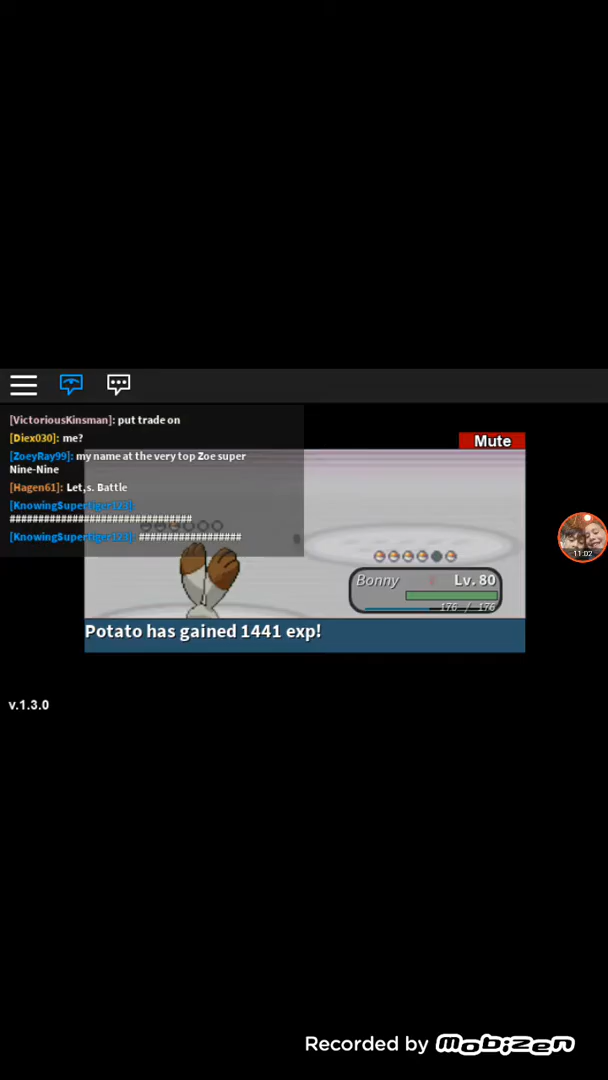 [VictoriousKinsman]: put trade on
[Diex030]: me?
[ZoeyRay99]: my name at the very top Zoe super
Nine-Nine
[Hagen61]: Let,s. Battle
[KnowingSupertiger123]:
################################
[KnowingSupertiger123]: ##################
Mute
11:02
Bonny Lv. 80
176 / 176
Potato has gained 1441 exp!
v.1.3.0
Recorded by mobizen